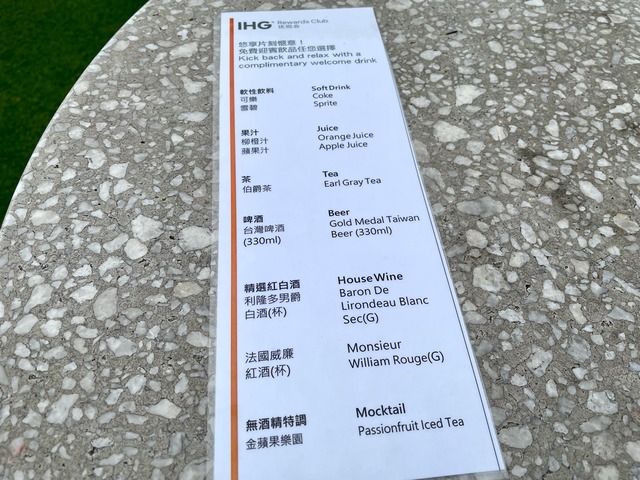 IHG® Rewards Club
優悅會
悠享片刻愜意！
免費迎賓飲品任您選擇
Kick back and relax with a
complimentary welcome drink
軟性飲料 Soft Drink
可樂 Coke
雪碧 Sprite
果汁 Juice
柳橙汁 Orange Juice
蘋果汁 Apple Juice
茶 Tea
伯爵茶 Earl Gray Tea
啤酒 Beer
台灣啤酒 Gold Medal Taiwan
(330ml) Beer (330ml)
精選紅白酒 House Wine
利隆多男爵 Baron De
白酒(杯) Lirondeau Blanc
Sec(G)
法國威廉 Monsieur
紅酒(杯) William Rouge(G)
無酒精特調 Mocktail
金蘋果樂園 Passionfruit Iced Tea